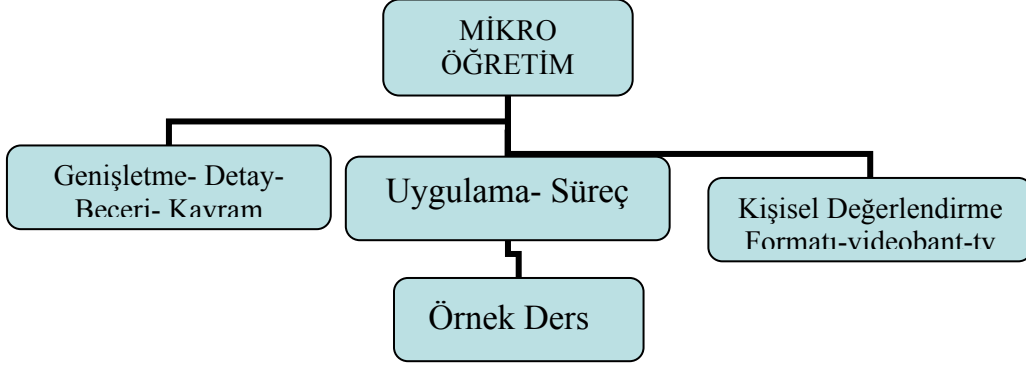 MİKRO
ÖĞRETİM
Genişletme- Detay-
Beceri- Kavram
Uygulama- Süreç
Kişisel Değerlendirme
Formatı-videobant-tv
Örnek Ders